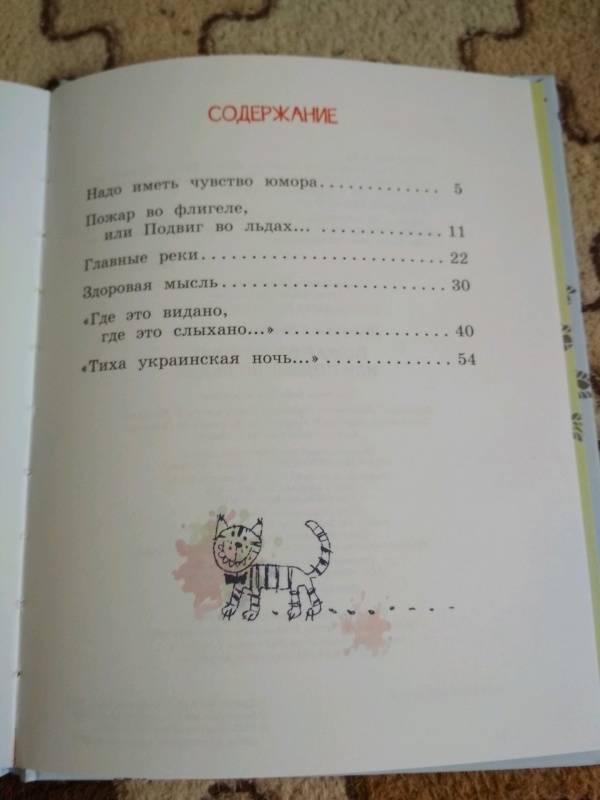 СОДЕРЖАНИЕ
Надо иметь чувство юмора............. 5
Пожар во флигеле,
или Подвиг во льдах... ............. 11
Главные реки.......................... 22
Здоровая мысль......................... 30
«Где это видано,
где это слыхано...» .................. 40
«Тиха украинская ночь...» ............. 54